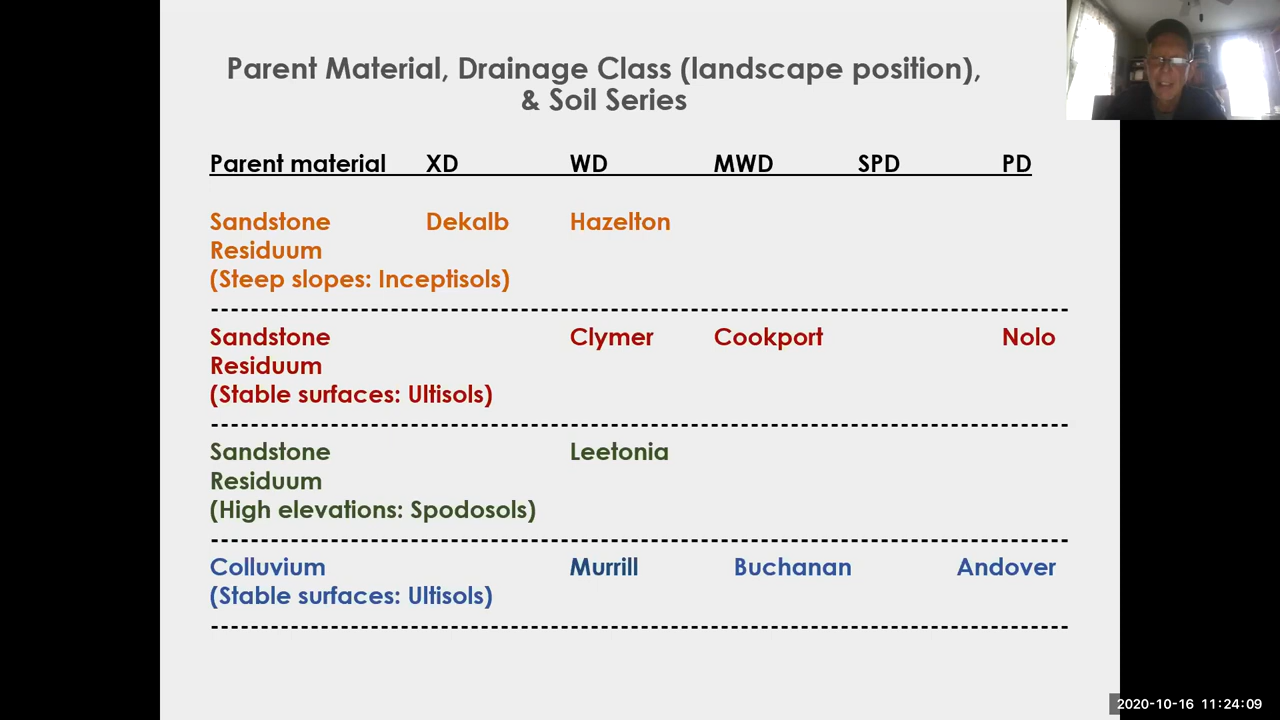 Parent Material, Drainage Class (landscape position),
& Soil Series
Parent material XD WD MWD SPD PD
Sandstone Dekalb Hazelton
Residuum
(Steep slopes: Inceptisols)
Sandstone Clymer Cookport Nolo
Residuum
(Stable surfaces: Ultisols)
Sandstone Leetonia
Residuum
(High elevations: Spodosols)
Colluvium Murrill Buchanan Andover
(Stable surfaces: Ultisols)
2020-10-16 11:24:09